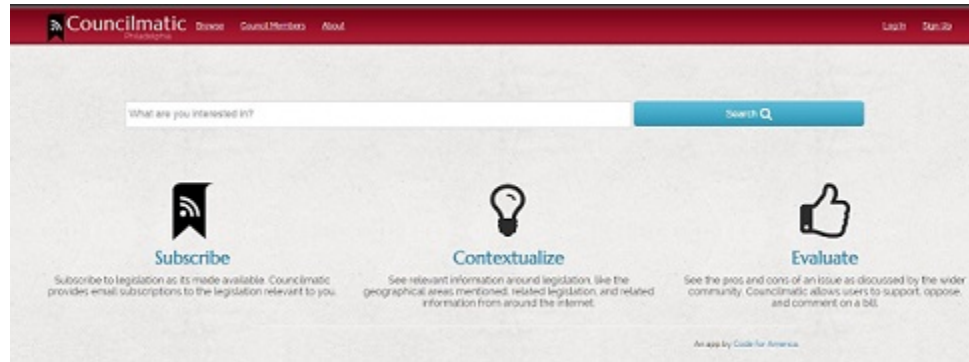 Councilmatic Browse Council Members About Log In Sign Up
Philadelphia
What are you interested in? Search
Subscribe
Subscribe to legislation as its made available. Councilmatic
provides email subscriptions to the legislation relevant to you.
Contextualize
See relevant information around legislation, like the
geographical areas mentioned, related legislation, and related
information from around the internet.
Evaluate
See the pros and cons of an issue as discussed by the wider
community. Councilmatic allows users to support, oppose,
and comment on a bill.
An app by Code for America